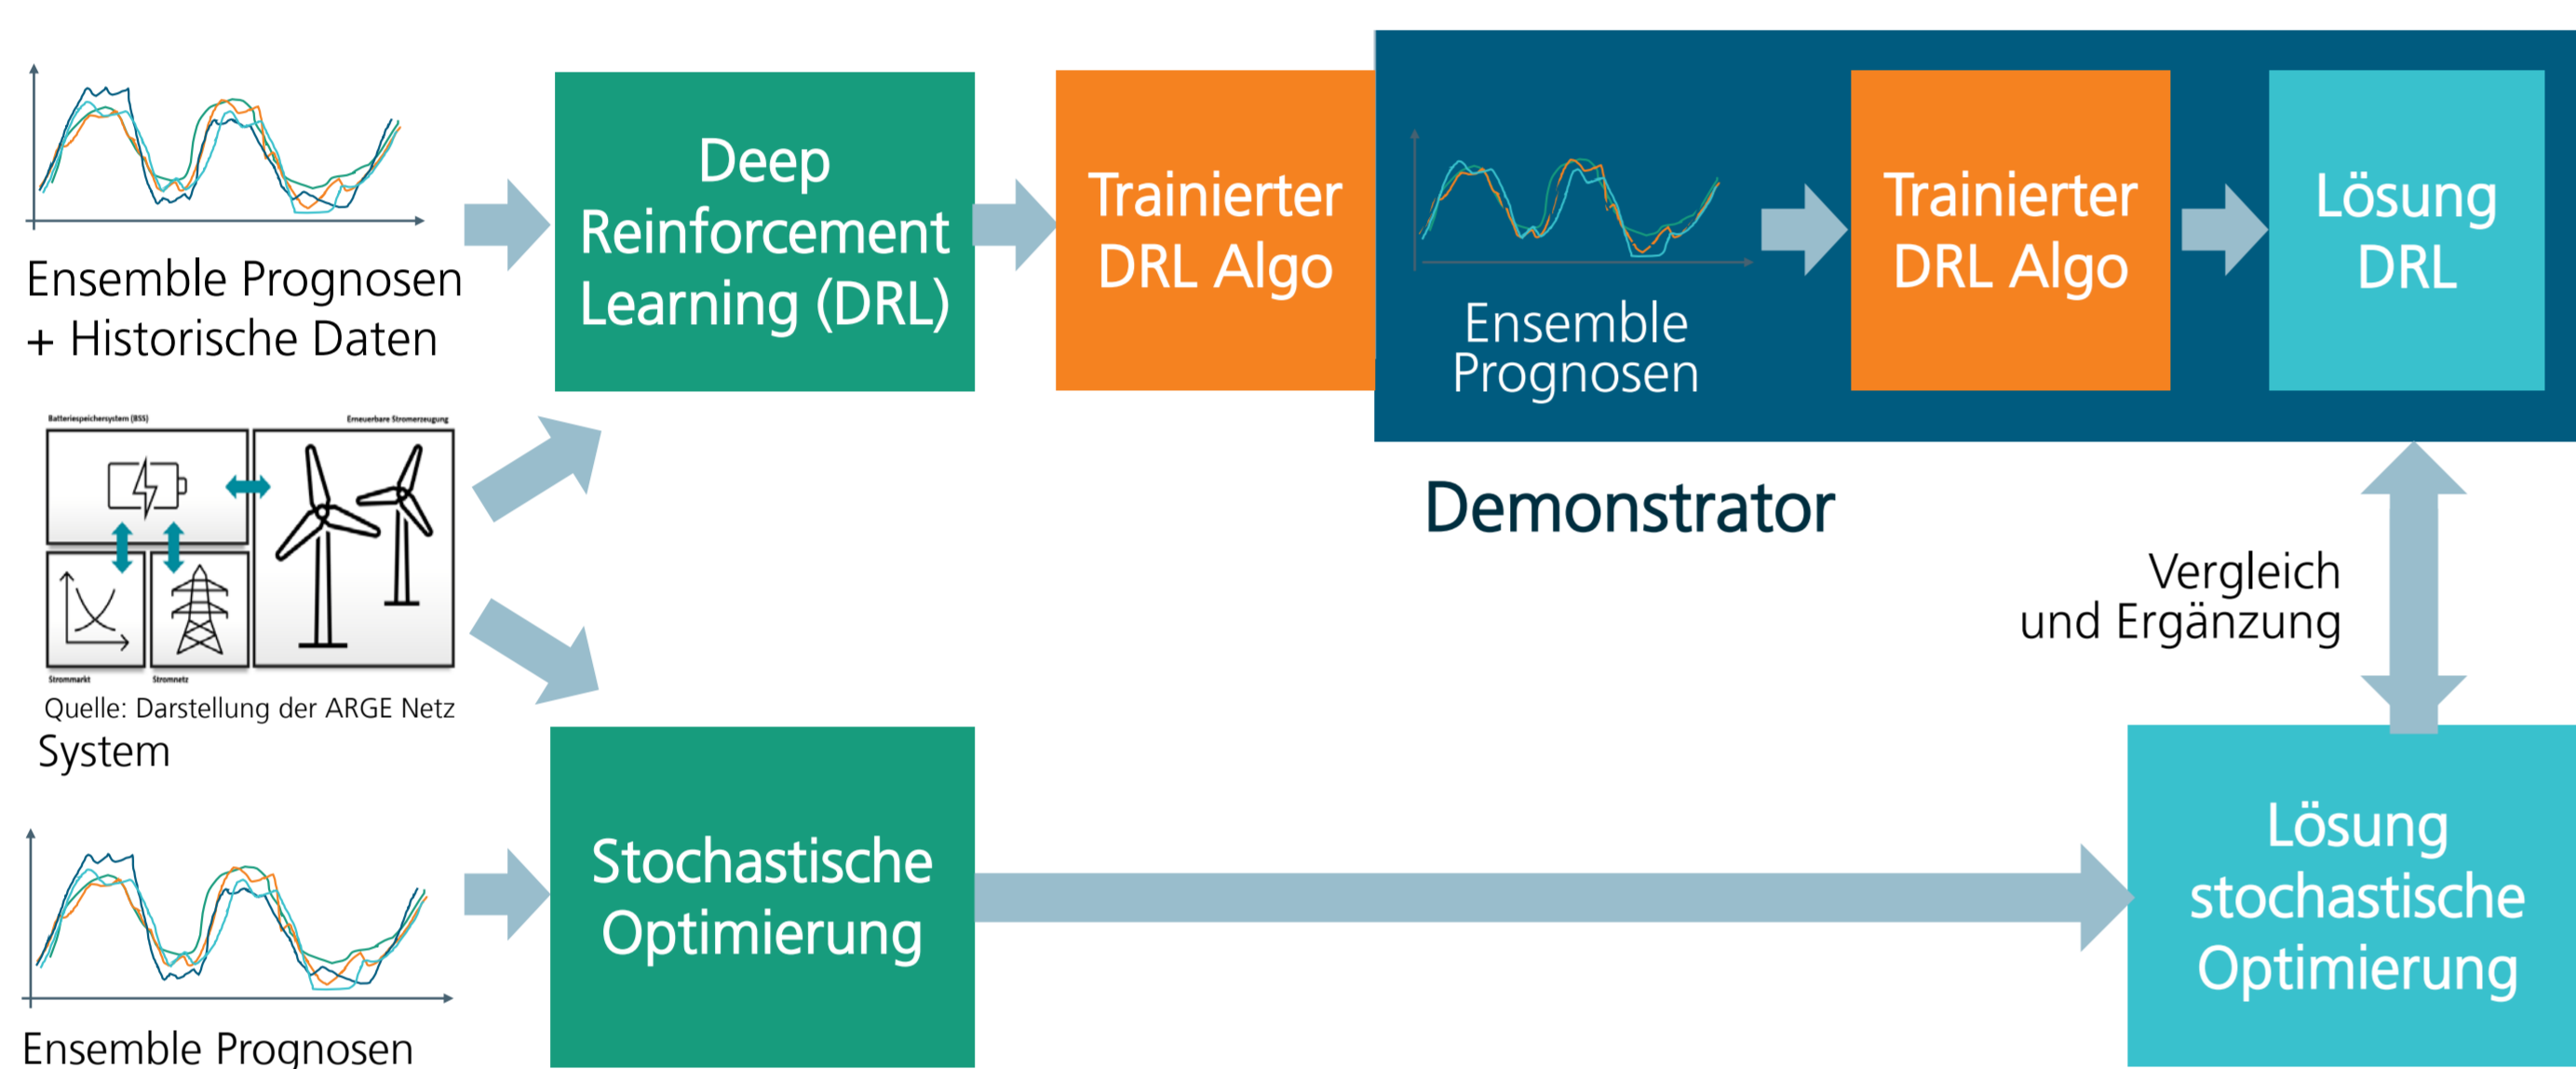 Ensemble Prognosen
+ Historische Daten
Deep
Reinforcement
Learning (DRL)
Trainierter
DRL Algo
Ensemble
Prognosen
Trainierter
DRL Algo
Lösung
DRL
Demonstrator
Batteriespeichersystem (BSS)
Erneuerbare Stromerzeugung
Strommarkt
Stromnetz
Quelle: Darstellung der ARGE Netz
System
Vergleich
und Ergänzung
Ensemble Prognosen
Stochastische
Optimierung
Lösung
stochastische
Optimierung